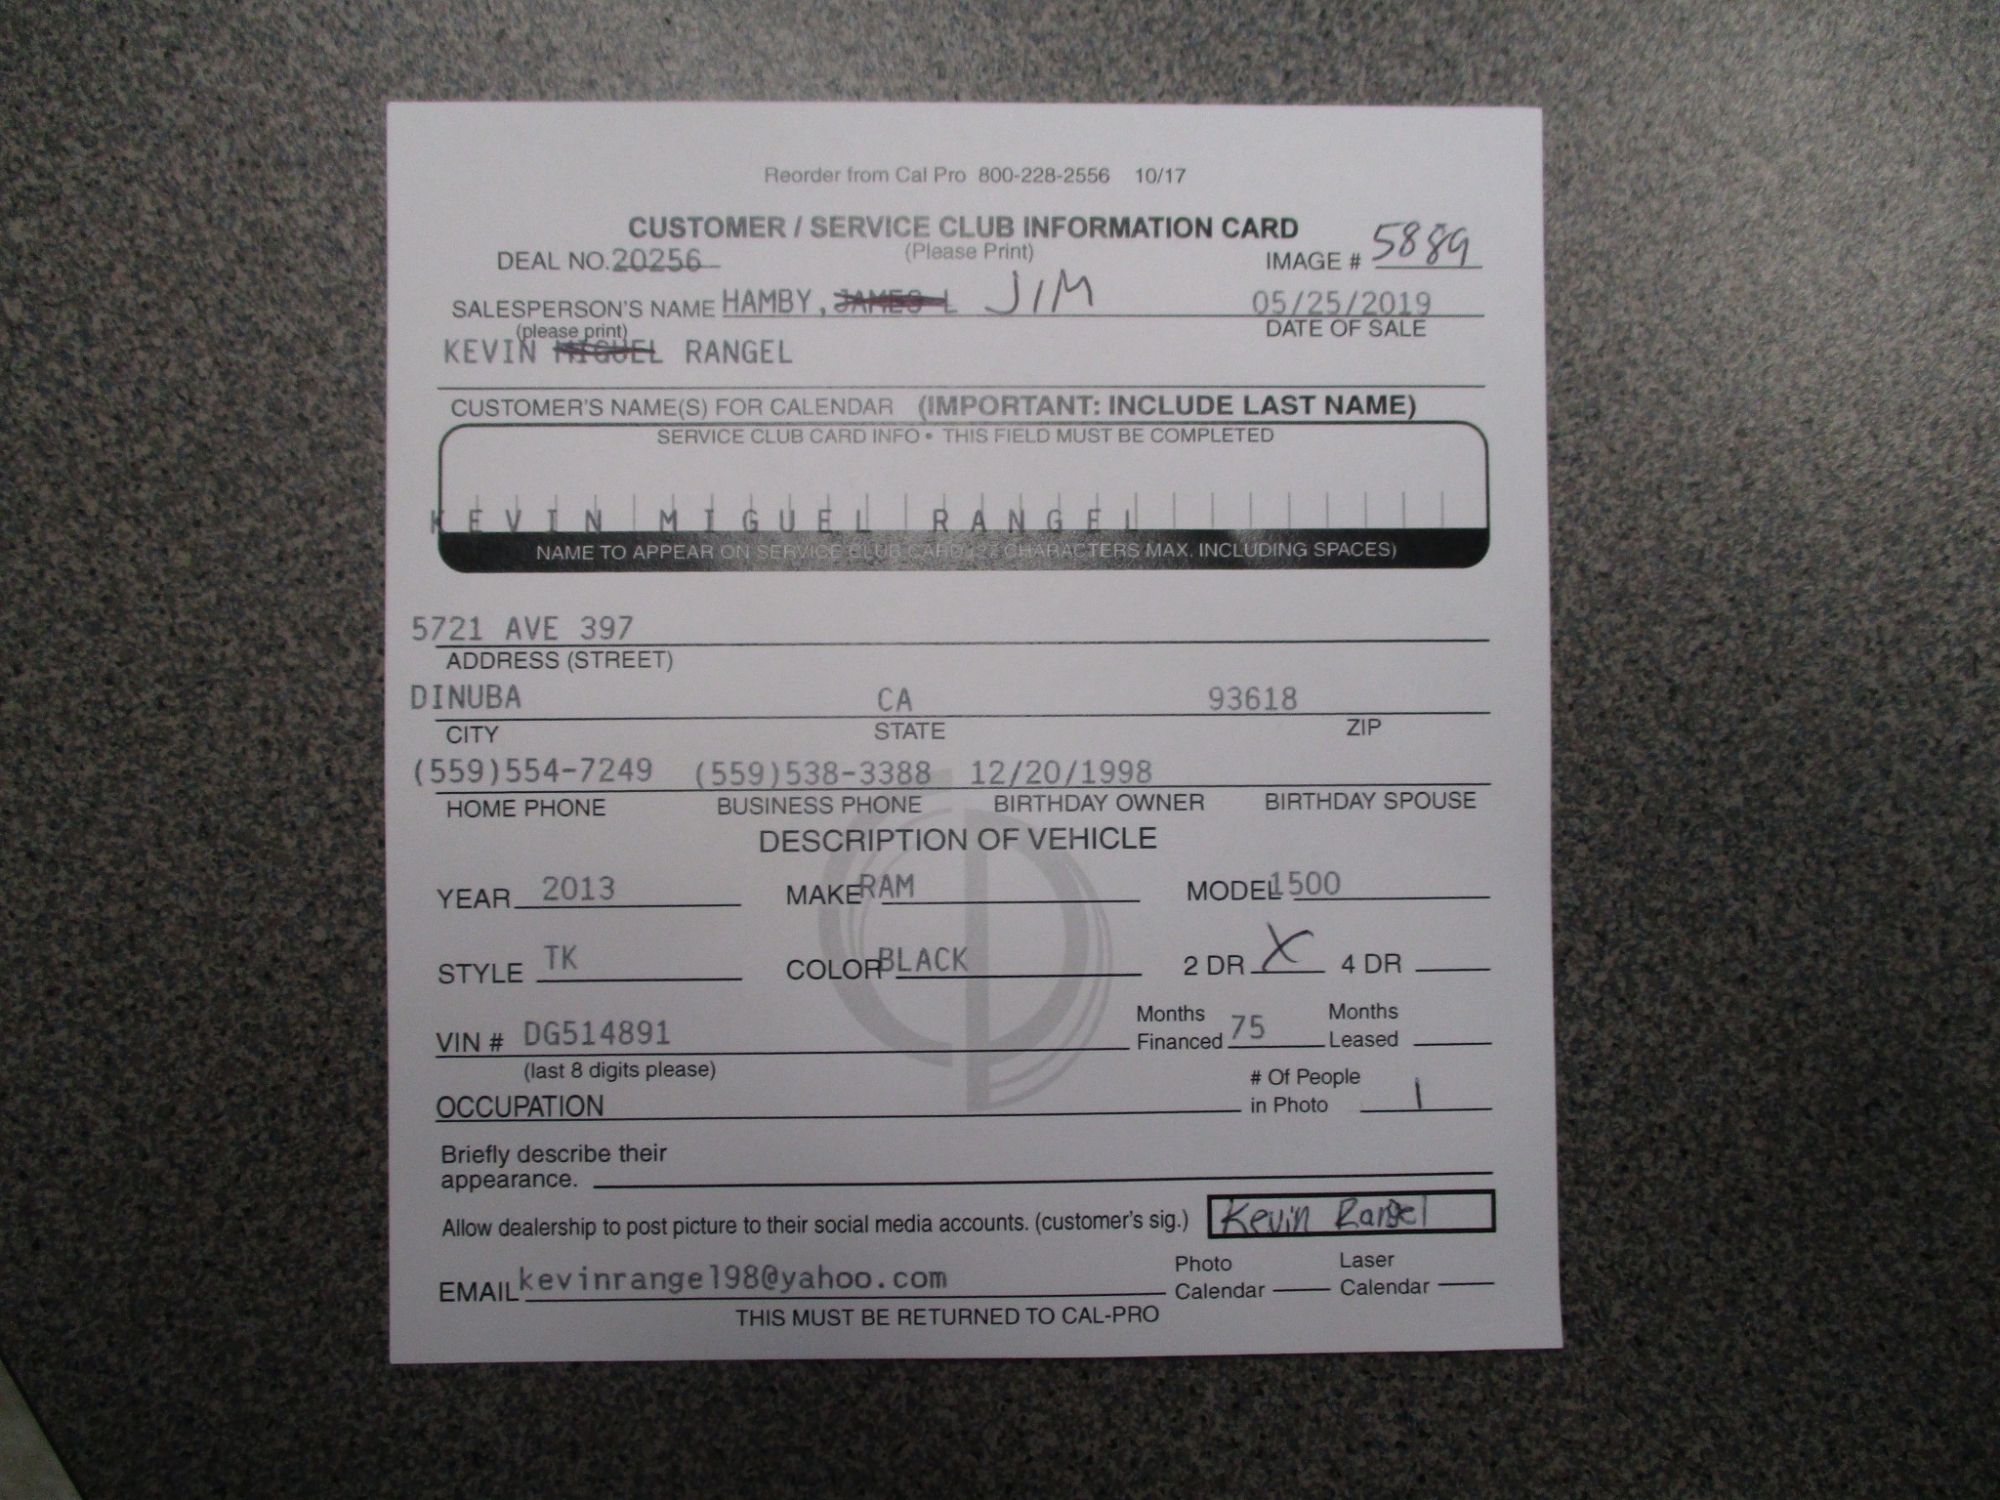 Reorder from Cal Pro 800-228-2556 10/17
CUSTOMER / SERVICE CLUB INFORMATION CARD
DEAL NO. 20256 (Please Print) IMAGE # 5889
SALESPERSON'S NAME HAMBY, JAMES L JIM 05/25/2019
(please print) DATE OF SALE
KEVIN MIGUEL RANGEL
CUSTOMER'S NAME(S) FOR CALENDAR (IMPORTANT: INCLUDE LAST NAME)
SERVICE CLUB CARD INFO • THIS FIELD MUST BE COMPLETED
KEVIN MIGUEL RANGEL
NAME TO APPEAR ON SERVICE CLUB CARD (27 CHARACTERS MAX. INCLUDING SPACES)
5721 AVE 397
ADDRESS (STREET)
DINUBA CA 93618
CITY STATE ZIP
(559)554-7249 (559)538-3388 12/20/1998
HOME PHONE BUSINESS PHONE BIRTHDAY OWNER BIRTHDAY SPOUSE
DESCRIPTION OF VEHICLE
YEAR 2013 MAKE RAM MODEL 1500
STYLE TK COLOR BLACK 2 DR X 4 DR
VIN # DG514891 Months Financed 75 Months Leased
(last 8 digits please)
OCCUPATION # Of People in Photo 1
Briefly describe their
appearance.
Allow dealership to post picture to their social media accounts. (customer's sig.) Kevin Rangel
EMAIL kevinrangel98@yahoo.com Photo Calendar Laser Calendar
THIS MUST BE RETURNED TO CAL-PRO